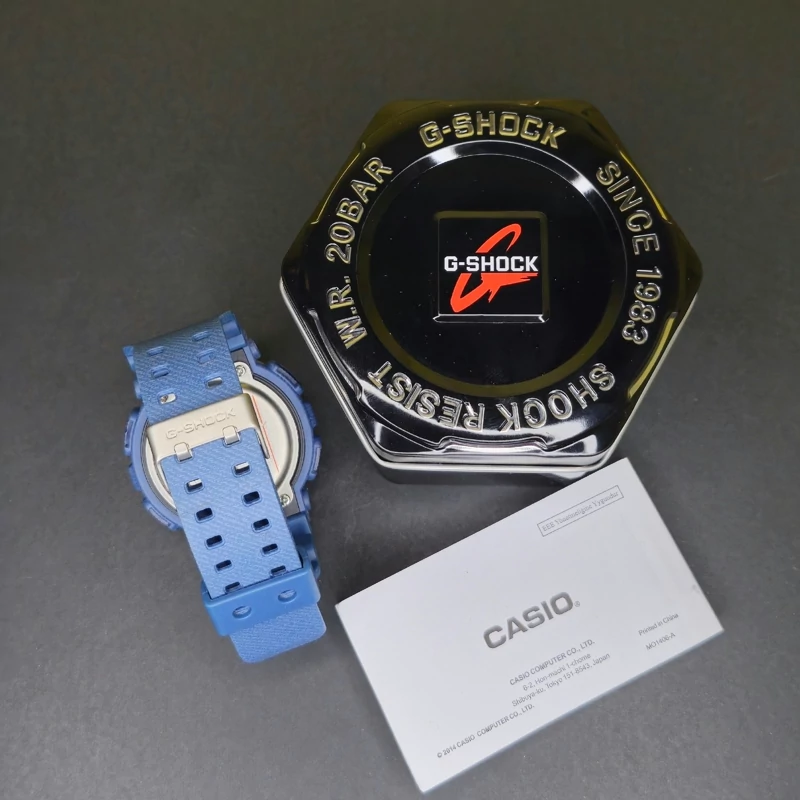 G-SHOCK
SINCE 1983
SHOCK RESIST
W.R. 20BAR
G-SHOCK
G-SHOCK
CASIO®
CASIO COMPUTER CO., LTD.
6-2, Hon-machi 1-chome
Shibuya-ku, Tokyo 151-8543, Japan
Printed in China
MO1406-A
© 2014 CASIO COMPUTER CO., LTD.